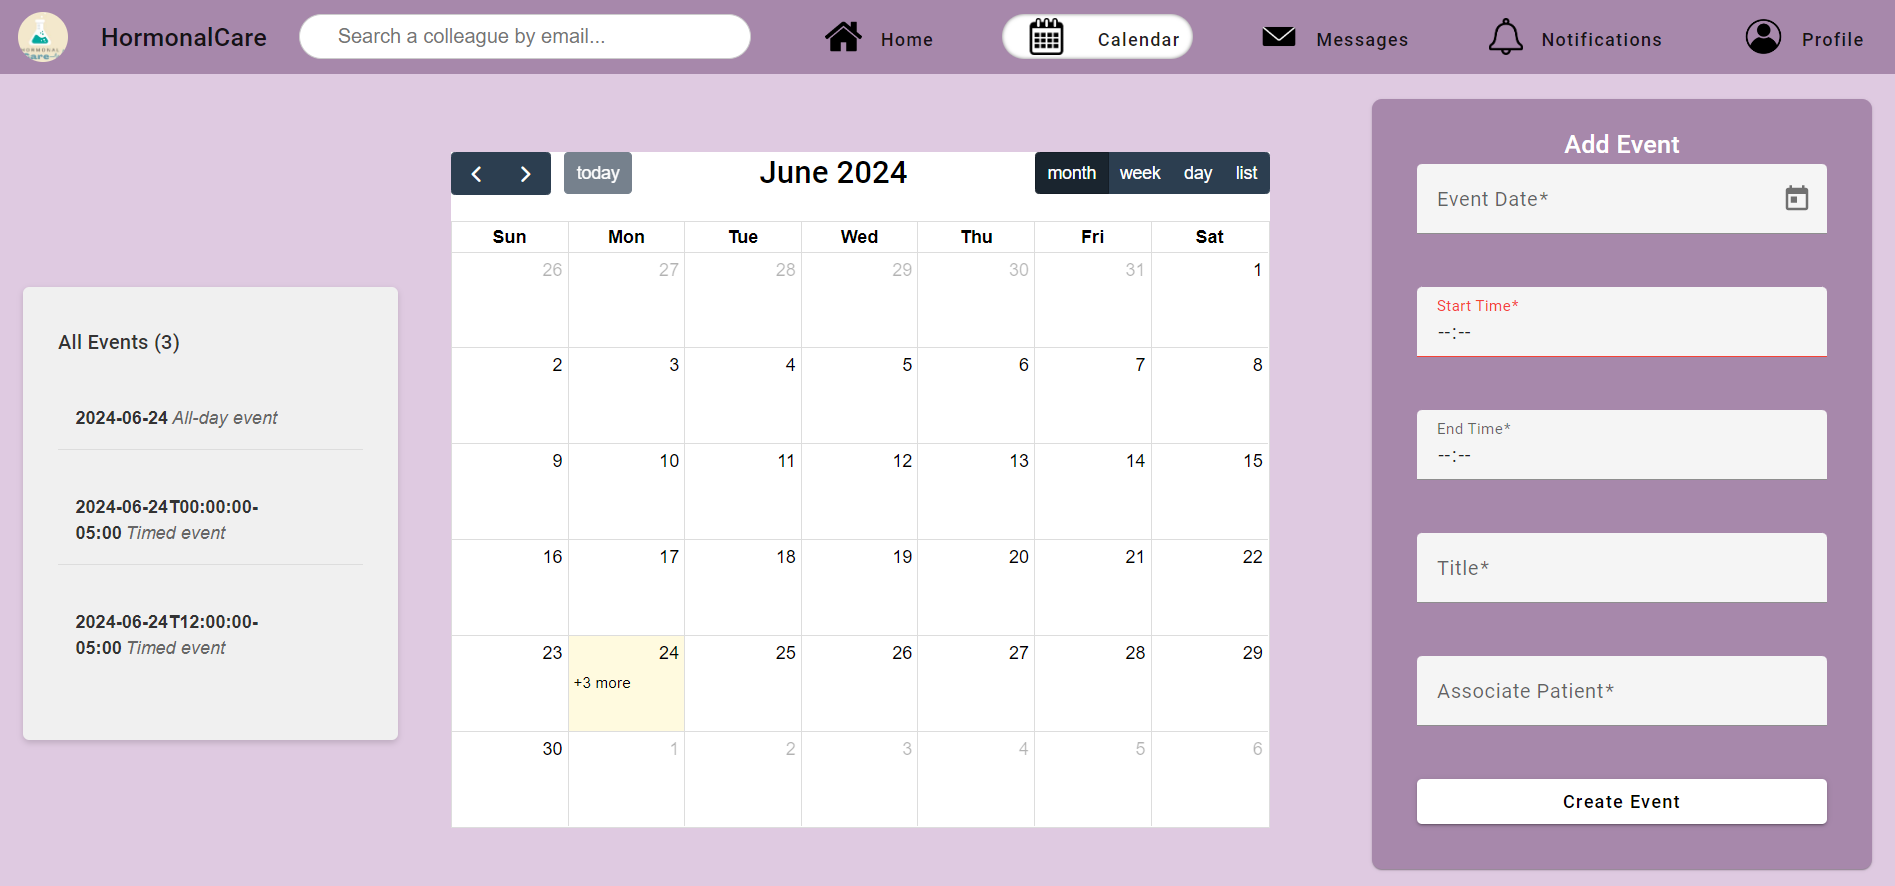 HORMONAL
Care
HormonalCare
Search a colleague by email...
Home
Calendar
Messages
Notifications
Profile
All Events (3)
2024-06-24 All-day event
2024-06-24T00:00:00-
05:00 Timed event
2024-06-24T12:00:00-
05:00 Timed event
today
June 2024
month week day list
Sun Mon Tue Wed Thu Fri Sat
26 27 28 29 30 31 1
2 3 4 5 6 7 8
9 10 11 12 13 14 15
16 17 18 19 20 21 22
23 24 25 26 27 28 29
+3 more
30 1 2 3 4 5 6
Add Event
Event Date*
Start Time*
--:--
End Time*
--:--
Title*
Associate Patient*
Create Event